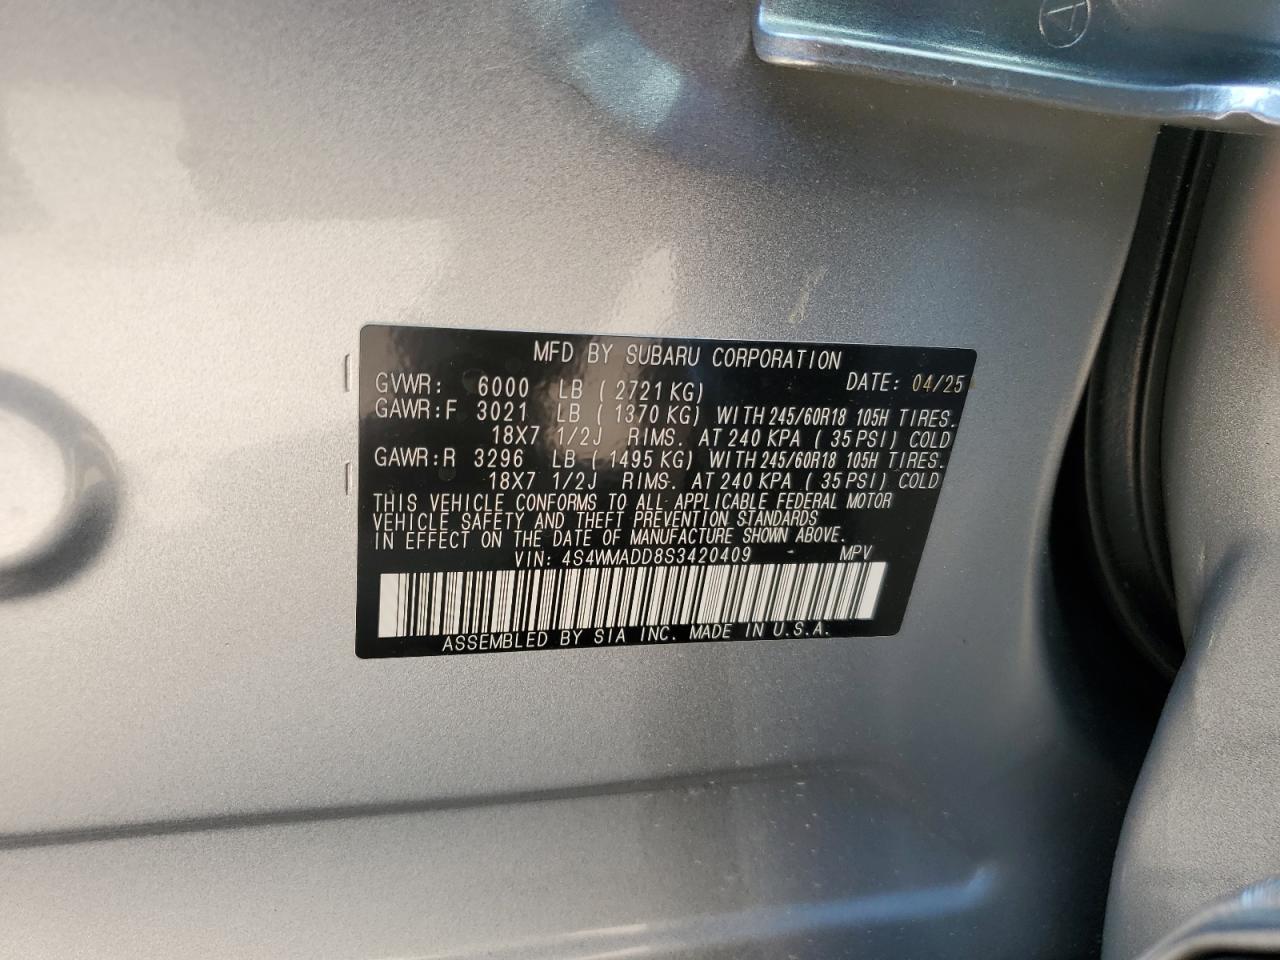 MFD BY SUBARU CORPORATION
GVWR: 6000 LB ( 2721 KG) DATE: 04/25
GAWR:F 3021 LB ( 1370 KG) WITH 245/60R18 105H TIRES.
18X7 1/2J RIMS. AT 240 KPA ( 35 PSI) COLD
GAWR:R 3296 LB ( 1495 KG) WITH 245/60R18 105H TIRES.
18X7 1/2J RIMS. AT 240 KPA ( 35 PSI) COLD
THIS VEHICLE CONFORMS TO ALL APPLICABLE FEDERAL MOTOR
VEHICLE SAFETY AND THEFT PREVENTION STANDARDS
IN EFFECT ON THE DATE OF MANUFACTURE SHOWN ABOVE.
VIN: 4S4WMADD8S3420409 - MPV
ASSEMBLED BY SIA INC. MADE IN U.S.A.